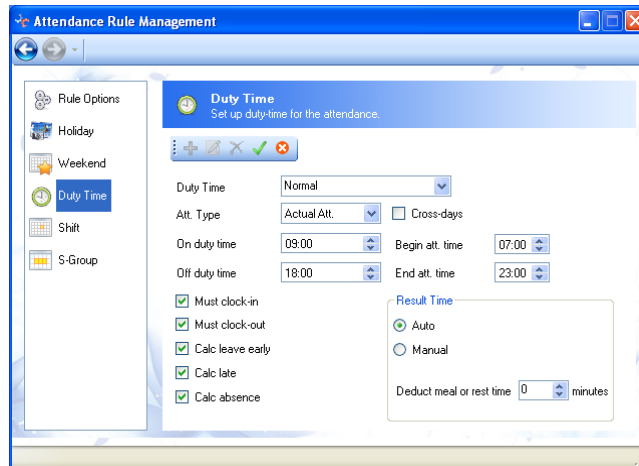 Attendance Rule Management
Rule Options
Holiday
Weekend
Duty Time
Shift
S-Group
Duty Time
Set up duty-time for the attendance.
Duty Time Normal
Att. Type Actual Att. Cross-days
On duty time 09:00 Begin att. time 07:00
Off duty time 18:00 End att. time 23:00
Must clock-in
Must clock-out
Calc leave early
Calc late
Calc absence
Result Time
Auto
Manual
Deduct meal or rest time 0 minutes